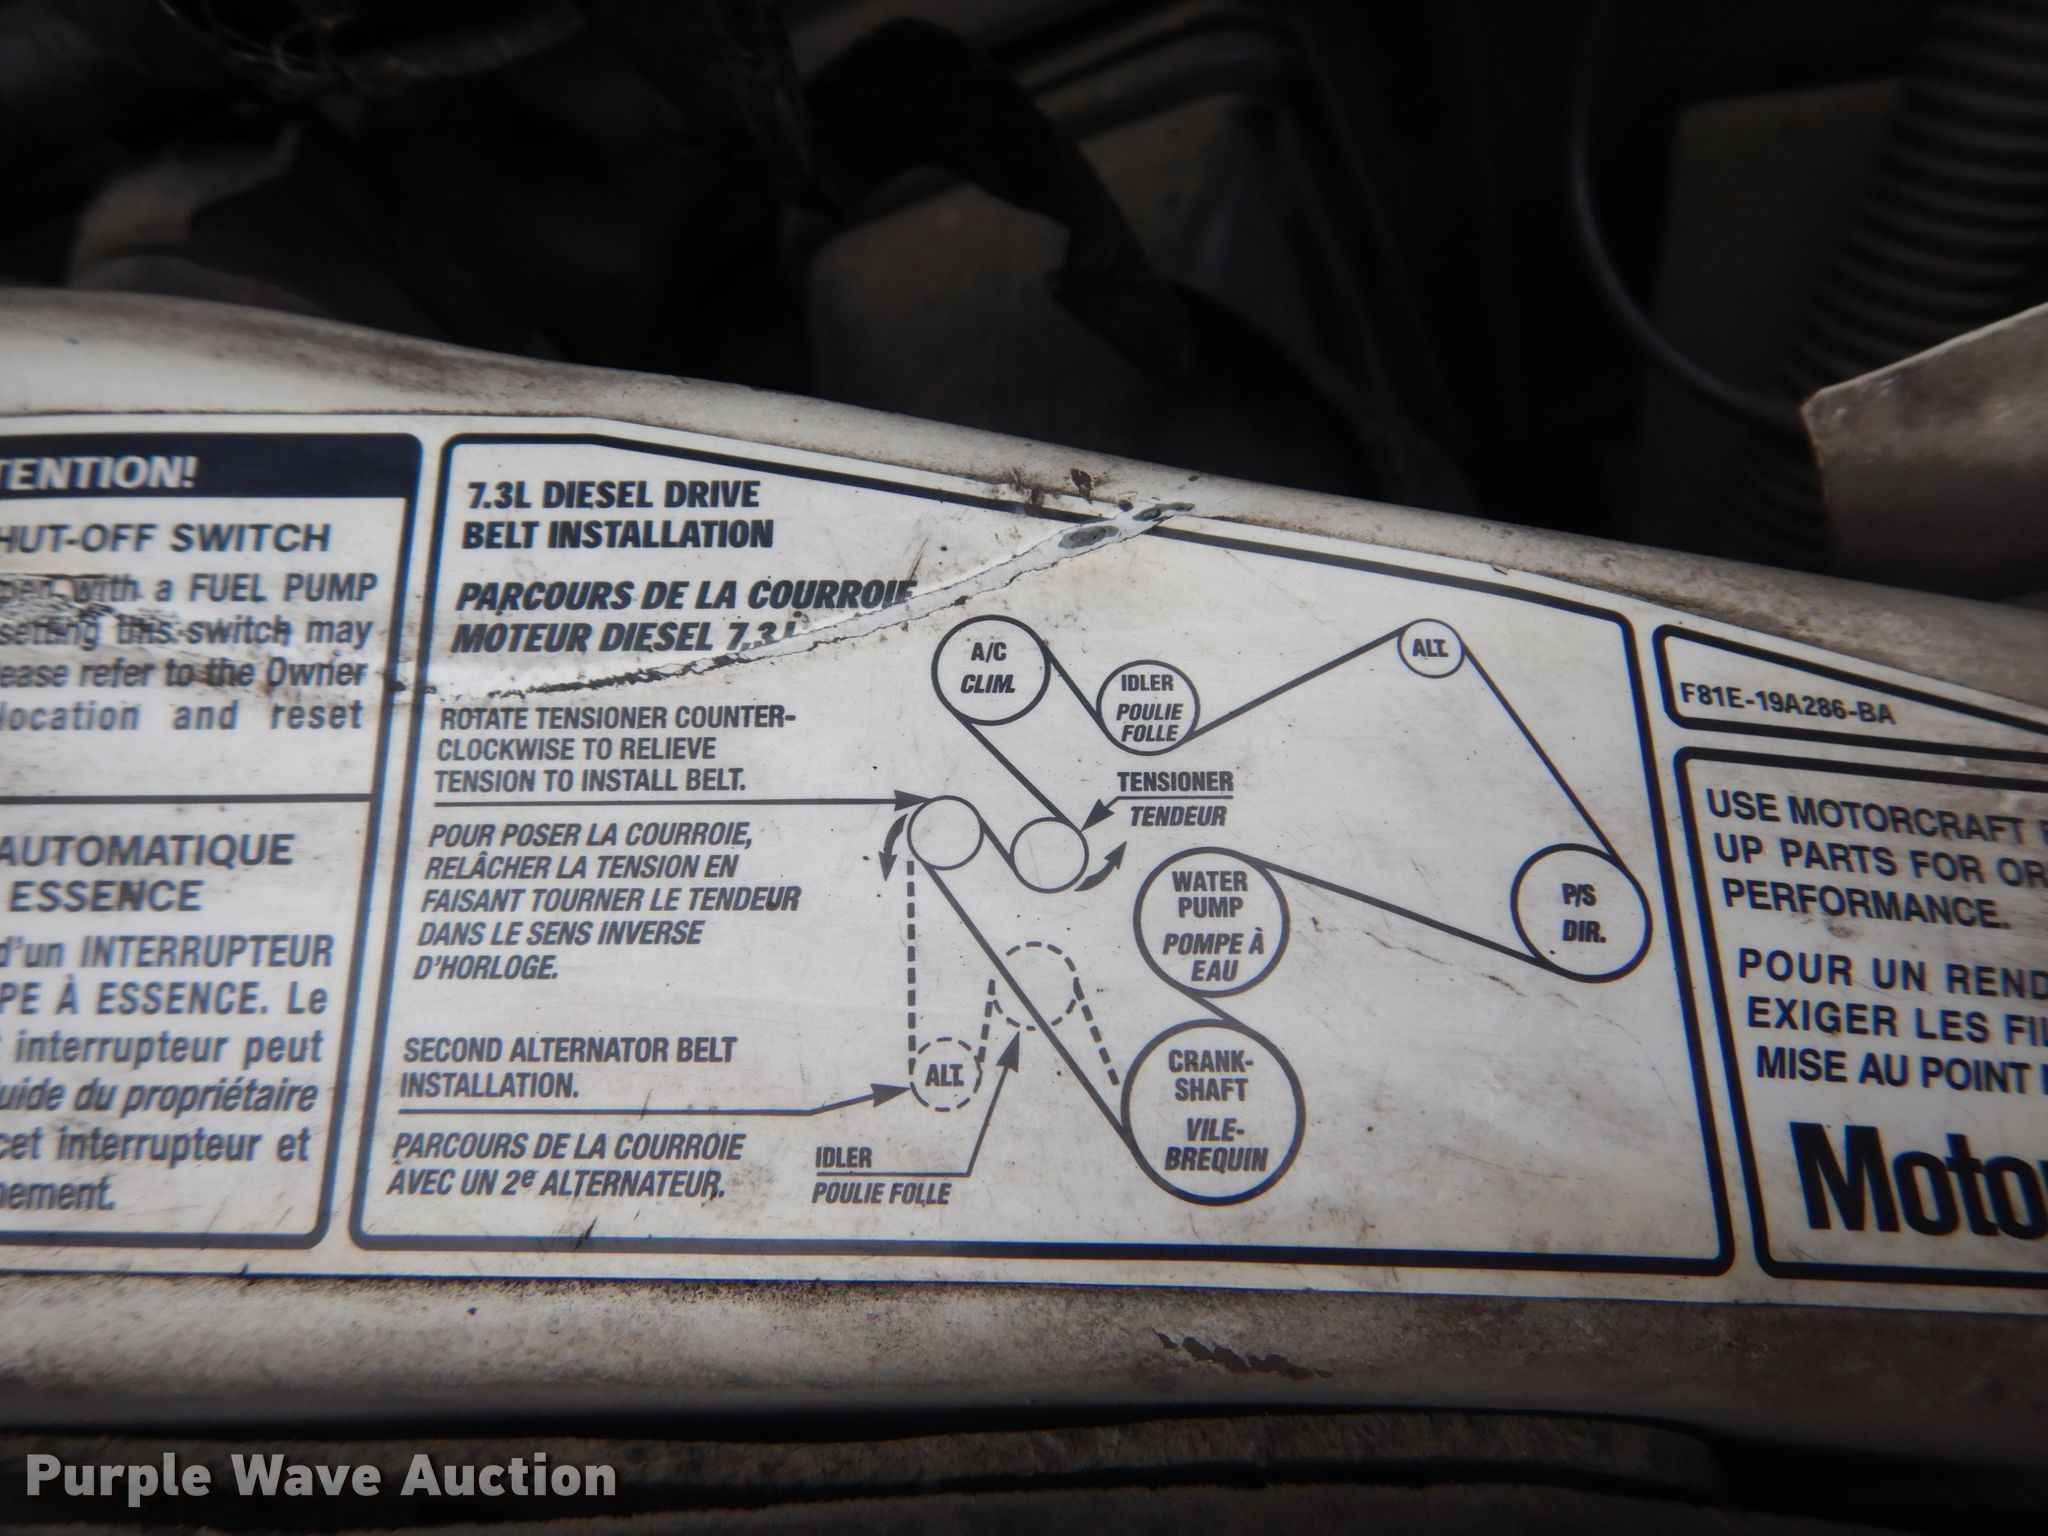 TENTION!
HUT-OFF SWITCH
pen with a FUEL PUMP
setting this switch may
ease refer to the Owner
location and reset
AUTOMATIQUE
ESSENCE
d'un INTERRUPTEUR
PE À ESSENCE. Le
interrupteur peut
uide du propriétaire
cet interrupteur et
nement.
7.3L DIESEL DRIVE
BELT INSTALLATION
PARCOURS DE LA COURROIE
MOTEUR DIESEL 7.3L
ROTATE TENSIONER COUNTER-
CLOCKWISE TO RELIEVE
TENSION TO INSTALL BELT.
POUR POSER LA COURROIE,
RELÂCHER LA TENSION EN
FAISANT TOURNER LE TENDEUR
DANS LE SENS INVERSE
D'HORLOGE.
SECOND ALTERNATOR BELT
INSTALLATION.
PARCOURS DE LA COURROIE
AVEC UN 2e ALTERNATEUR.
A/C
CLIM.
IDLER
POULIE
FOLLE
ALT.
TENSIONER
TENDEUR
WATER
PUMP
POMPE À
EAU
P/S
DIR.
ALT.
CRANK-
SHAFT
VILE-
BREQUIN
IDLER
POULIE FOLLE
F81E-19A286-BA
USE MOTORCRAFT
UP PARTS FOR OR
PERFORMANCE.
POUR UN REND
EXIGER LES FIL
MISE AU POINT
Motor
Purple Wave Auction